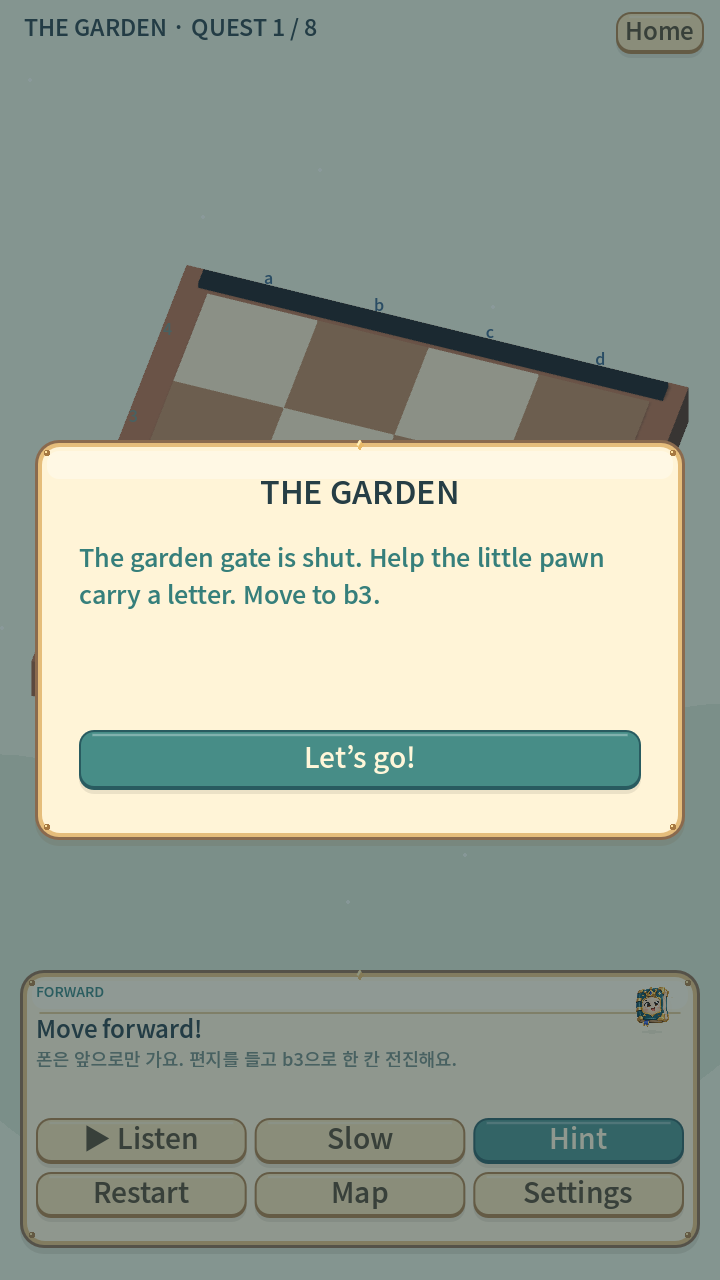 THE GARDEN · QUEST 1 / 8
Home
a
b
c
d
THE GARDEN
The garden gate is shut. Help the little pawn
carry a letter. Move to b3.
Let’s go!
FORWARD
Move forward!
폰은 앞으로만 가요. 편지를 들고 b3으로 한 칸 전진해요.
▶ Listen
Slow
Hint
Restart
Map
Settings